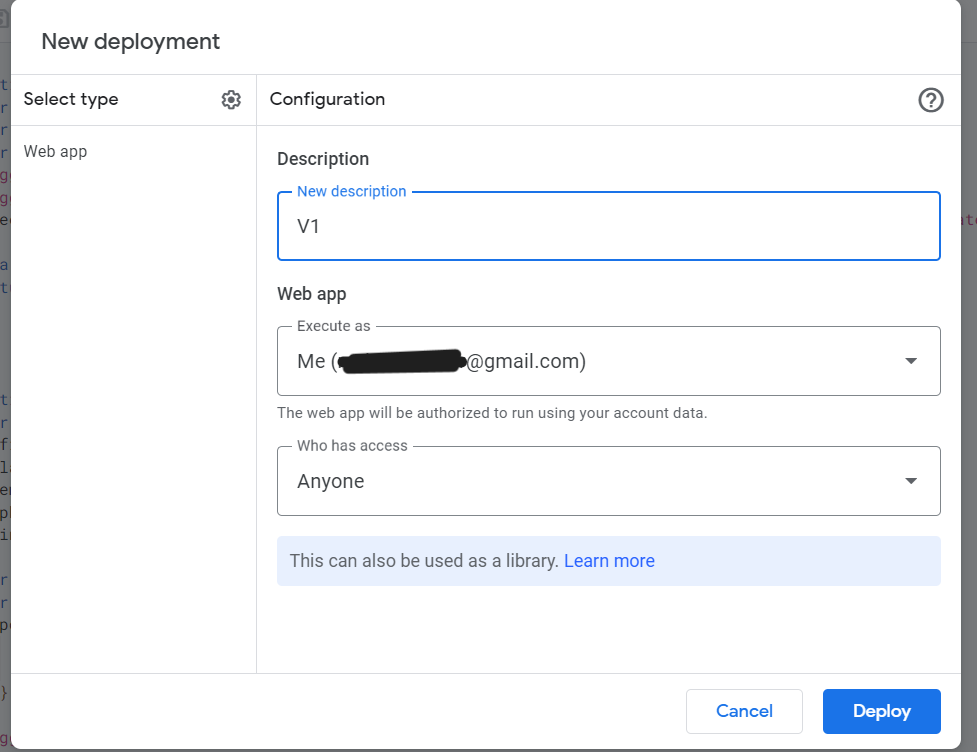 New deployment
Select type
Configuration
Web app
Description
New description
V1
Web app
Execute as
Me (@gmail.com)
The web app will be authorized to run using your account data.
Who has access
Anyone
This can also be used as a library. Learn more
Cancel
Deploy